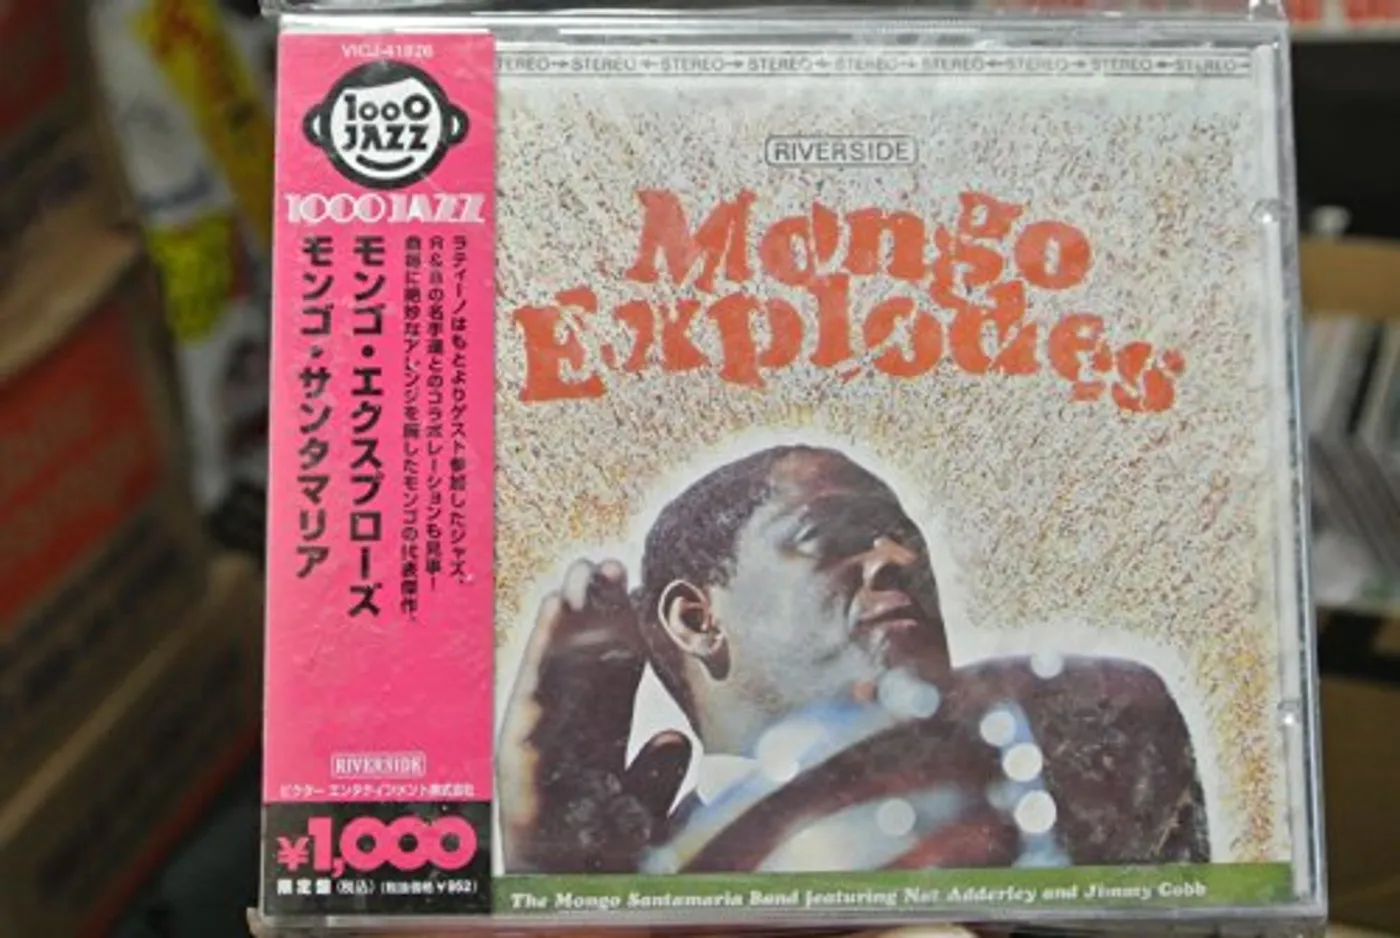 VICJ-41826
1000
JAZZ
1000 JAZZ
ラティーノはもとよりゲスト参加したジャズ、
R&Bの名手達とのコラボレーションも見事!
曲毎に絶妙なアレンジを施したモンゴの代表傑作。
モンゴ・エクスプローズ
モンゴ・サンタマリア
RIVERSIDE
ビクター エンタテインメント株式会社
¥1,000
限定盤(税込)(税抜価格¥952)
TEREO→STEREO ←STEREO→STEREO ←STEREO→STEREO ←STEREO→STEREO ←STEREO→
RIVERSIDE
Mongo
Explodes
The Mongo Santamaria Band featuring Nat Adderley and Jimmy Cobb